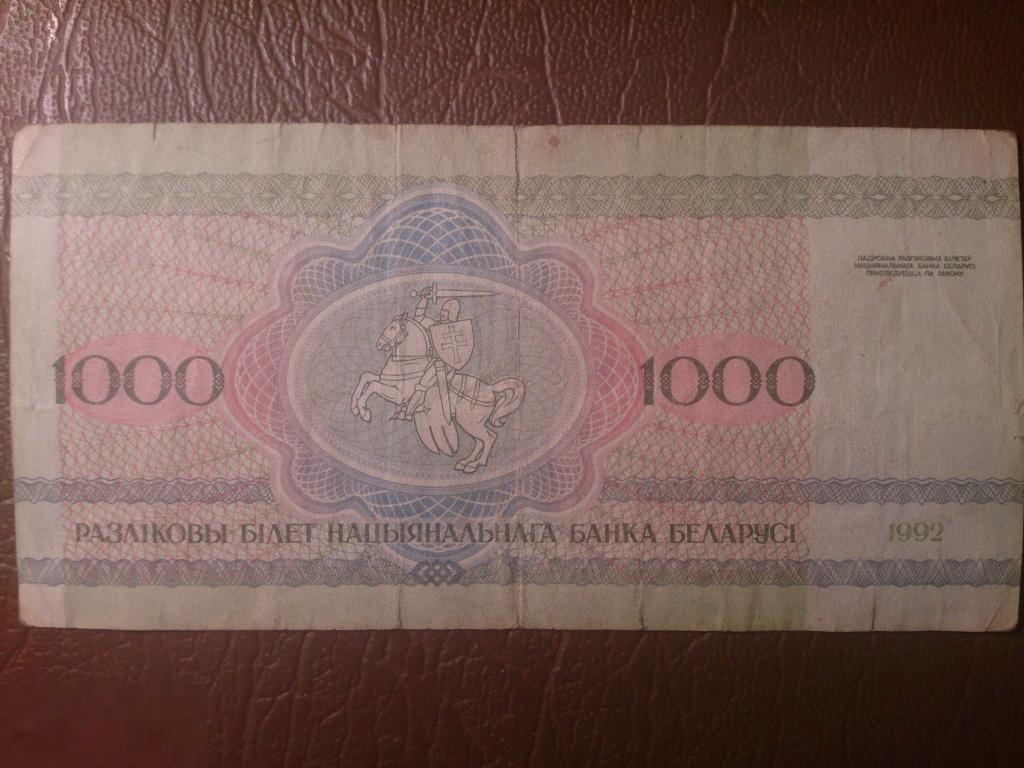 ПАДРОБКА РАЗЛІКОВЫХ БІЛЕТАЎ
НАЦЫЯНАЛЬНАГА БАНКА БЕЛАРУСІ
ПРАСЛЕДУЕЦЦА ПА ЗАКОНУ
1000 1000
РАЗЛІКОВЫ БІЛЕТ НАЦЫЯНАЛЬНАГА БАНКА БЕЛАРУСІ 1992